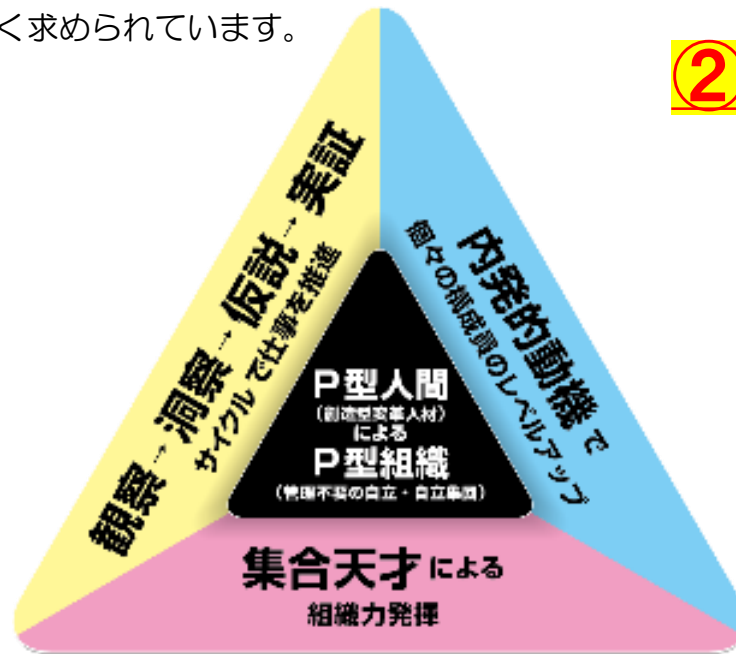 く求められています。
②
観察→洞察→仮説→実証
サイクルで仕事を推進
内発的動機で
個々の構成員のレベルアップ
P型人間
（創造型変革人材）
による
P型組織
（管理不要の自立・自立集団）
集合天才による
組織力発揮